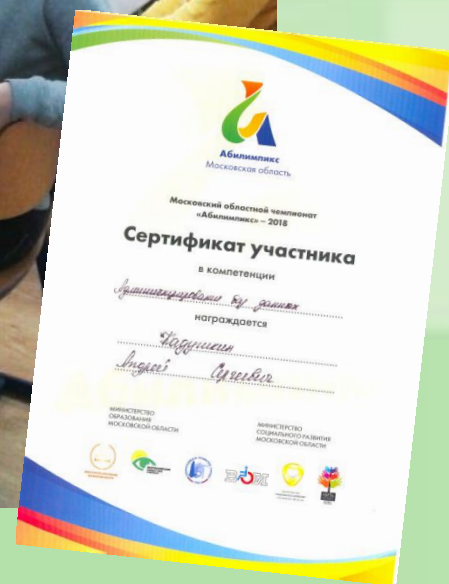 Абилимпикс
Московская область
Московский областной чемпионат
«Абилимпикс» – 2018
Сертификат участника
в компетенции
Администрирование баз данных
награждается
Андрей Сергеевич
МИНИСТЕРСТВО
ОБРАЗОВАНИЯ
МОСКОВСКОЙ ОБЛАСТИ
МИНИСТЕРСТВО
СОЦИАЛЬНОГО РАЗВИТИЯ
МОСКОВСКОЙ ОБЛАСТИ